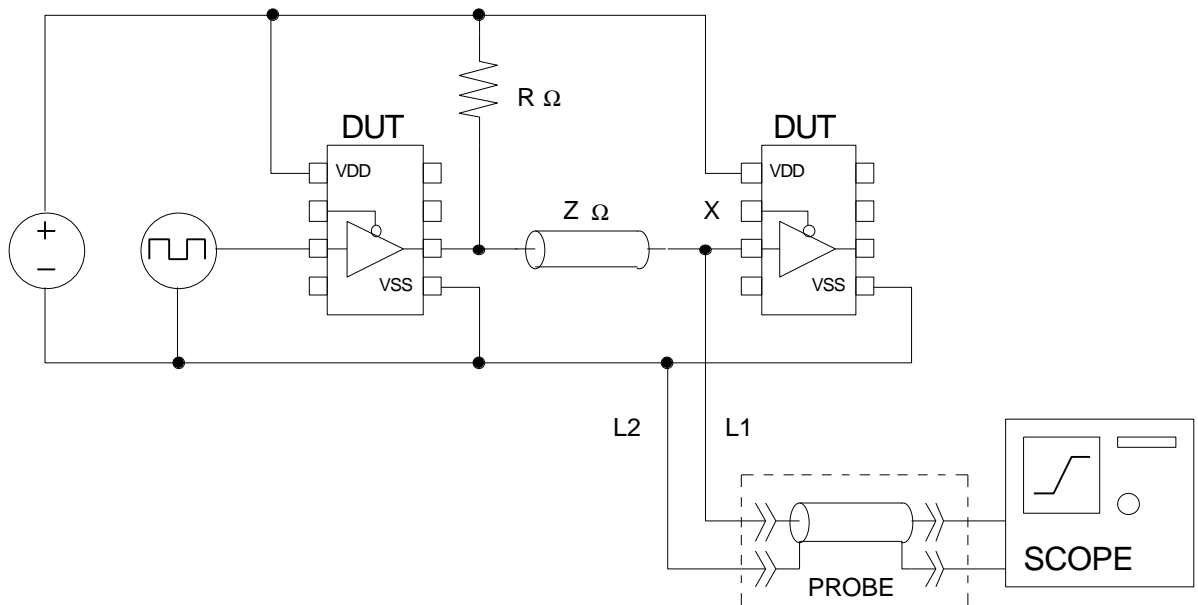 R Ω
DUT
DUT
VDD
VDD
Z Ω
X
+
−
VSS
VSS
L2
L1
SCOPE
PROBE